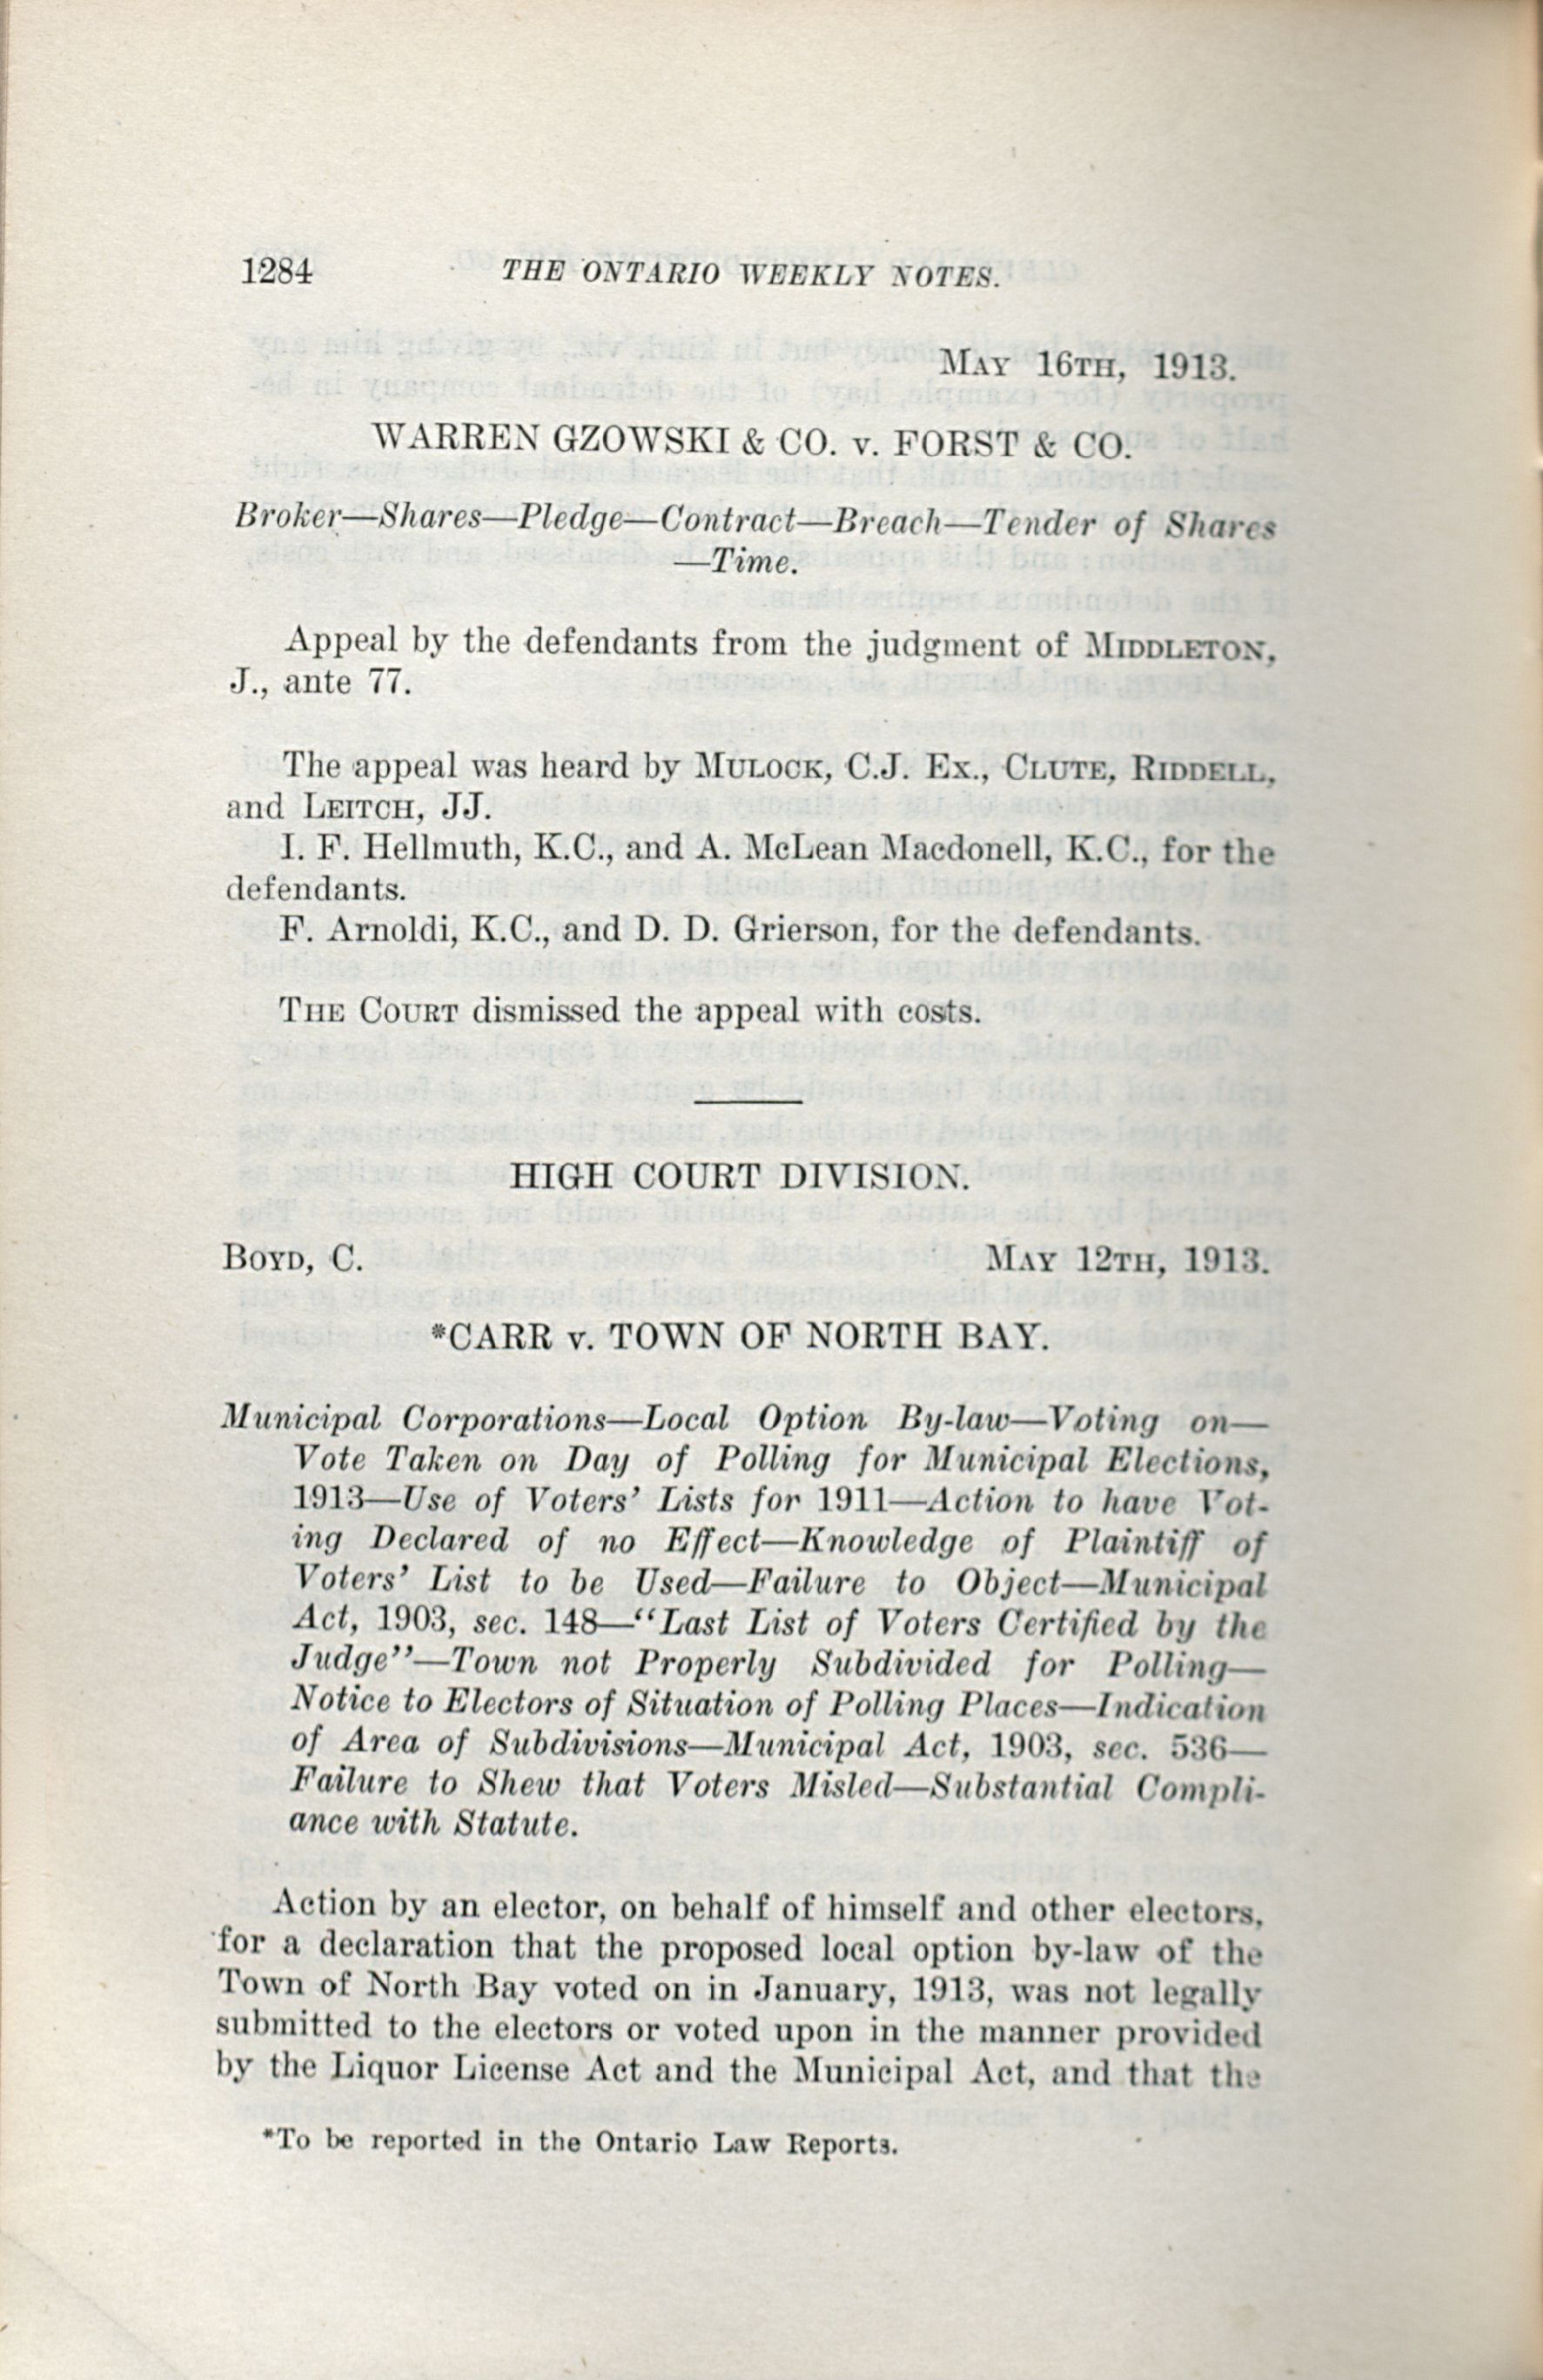 1284 THE ONTARIO WEEKLY NOTES.
MAY 16TH, 1913.
WARREN GZOWSKI & CO. v. FORST & CO.
Broker—Shares—Pledge—Contract—Breach—Tender of Shares
—Time.
Appeal by the defendants from the judgment of MIDDLETON,
J., ante 77.
The appeal was heard by MULOCK, C.J. Ex., CLUTE, RIDDELL,
and LEITCH, JJ.
I. F. Hellmuth, K.C., and A. McLean Macdonell, K.C., for the
defendants.
F. Arnoldi, K.C., and D. D. Grierson, for the defendants.
THE COURT dismissed the appeal with costs.
HIGH COURT DIVISION.
BOYD, C. MAY 12TH, 1913.
*CARR v. TOWN OF NORTH BAY.
Municipal Corporations—Local Option By-law—Voting on—
Vote Taken on Day of Polling for Municipal Elections,
1913—Use of Voters' Lists for 1911—Action to have Vot-
ing Declared of no Effect—Knowledge of Plaintiff of
Voters' List to be Used—Failure to Object—Municipal
Act, 1903, sec. 148—"Last List of Voters Certified by the
Judge"—Town not Properly Subdivided for Polling—
Notice to Electors of Situation of Polling Places—Indication
of Area of Subdivisions—Municipal Act, 1903, sec. 536—
Failure to Shew that Voters Misled—Substantial Compli-
ance with Statute.
Action by an elector, on behalf of himself and other electors,
for a declaration that the proposed local option by-law of the
Town of North Bay voted on in January, 1913, was not legally
submitted to the electors or voted upon in the manner provided
by the Liquor License Act and the Municipal Act, and that the
*To be reported in the Ontario Law Reports.